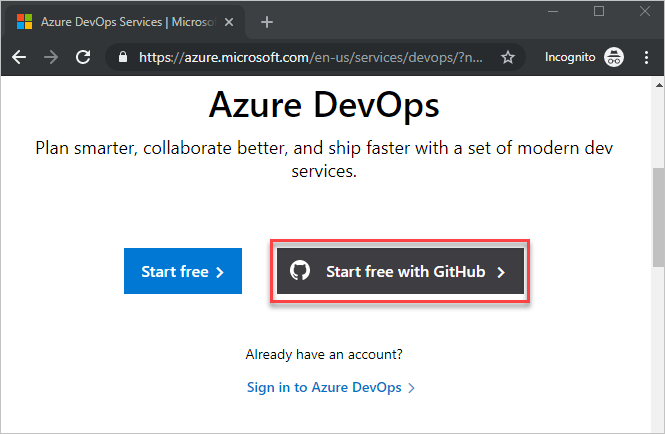 Azure DevOps Services | Microso
https://azure.microsoft.com/en-us/services/devops/?n...
Incognito
Azure DevOps
Plan smarter, collaborate better, and ship faster with a set of modern dev
services.
Start free
Start free with GitHub
Already have an account?
Sign in to Azure DevOps